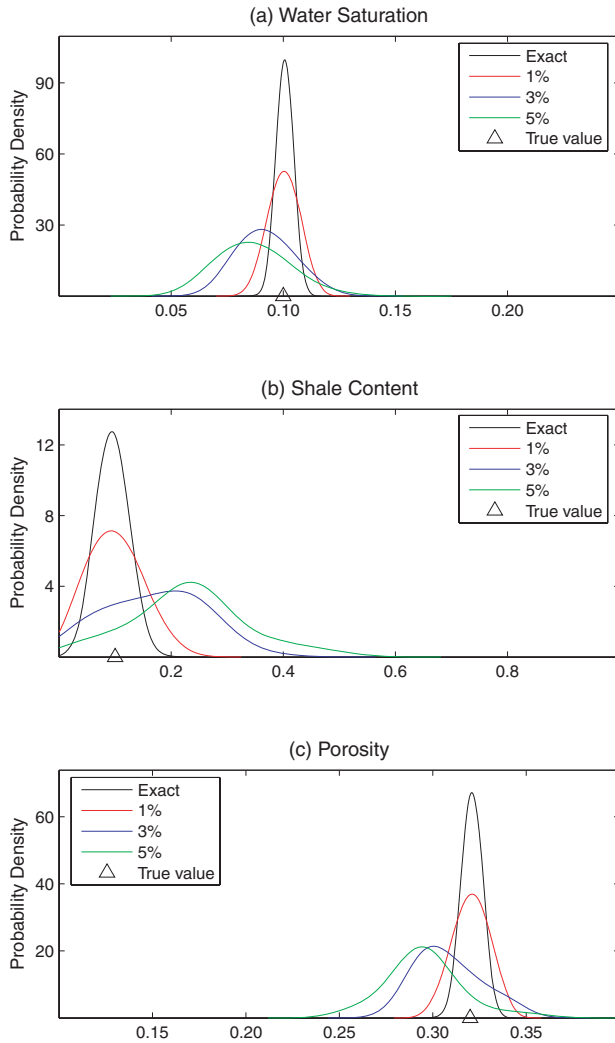 (a) Water Saturation
Probability Density
90
60
30
Exact
1%
3%
5%
True value
0.05 0.10 0.15 0.20
(b) Shale Content
Probability Density
12
8
4
Exact
1%
3%
5%
True value
0.2 0.4 0.6 0.8
(c) Porosity
Probability Density
60
40
20
Exact
1%
3%
5%
True value
0.15 0.20 0.25 0.30 0.35